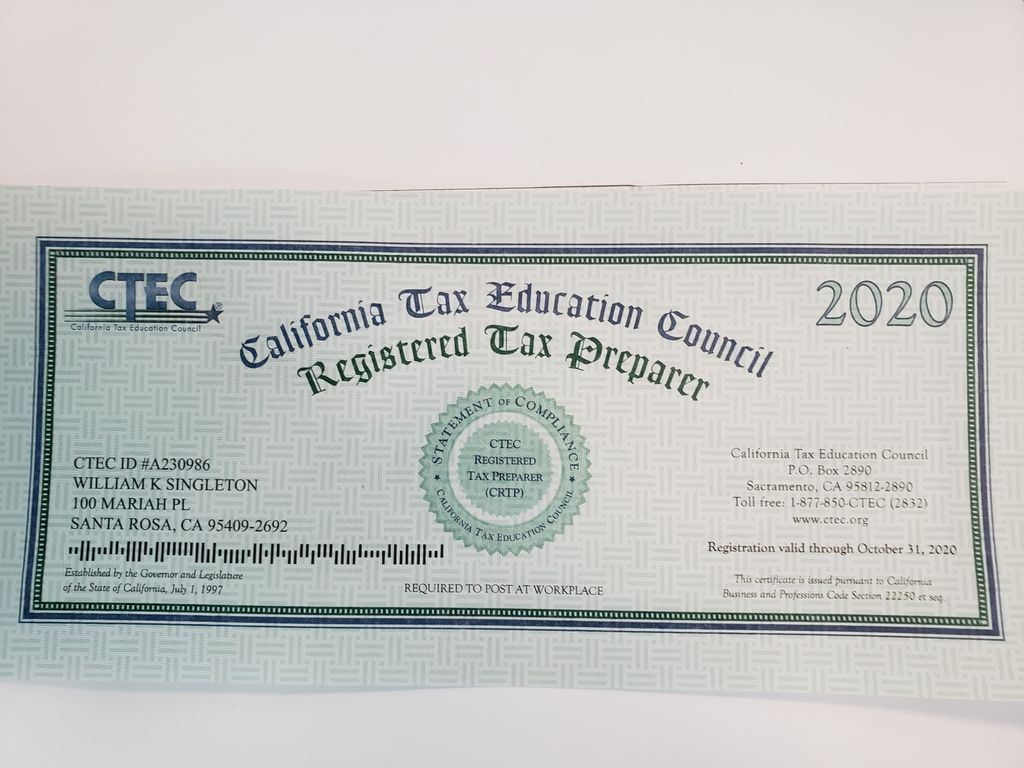 CTEC®
California Tax Education Council
California Tax Education Council
Registered Tax Preparer
2020
STATEMENT OF COMPLIANCE
CTEC
REGISTERED
TAX PREPARER
(CRTP)
CALIFORNIA TAX EDUCATION COUNCIL
CTEC ID #A230986
WILLIAM K SINGLETON
100 MARIAH PL
SANTA ROSA, CA 95409-2692
Established by the Governor and Legislature
of the State of California, July 1, 1997
REQUIRED TO POST AT WORKPLACE
California Tax Education Council
P.O. Box 2890
Sacramento, CA 95812-2890
Toll free: 1-877-850-CTEC (2832)
www.ctec.org
Registration valid through October 31, 2020
This certificate is issued pursuant to California
Business and Professions Code Section 22250 et seq.